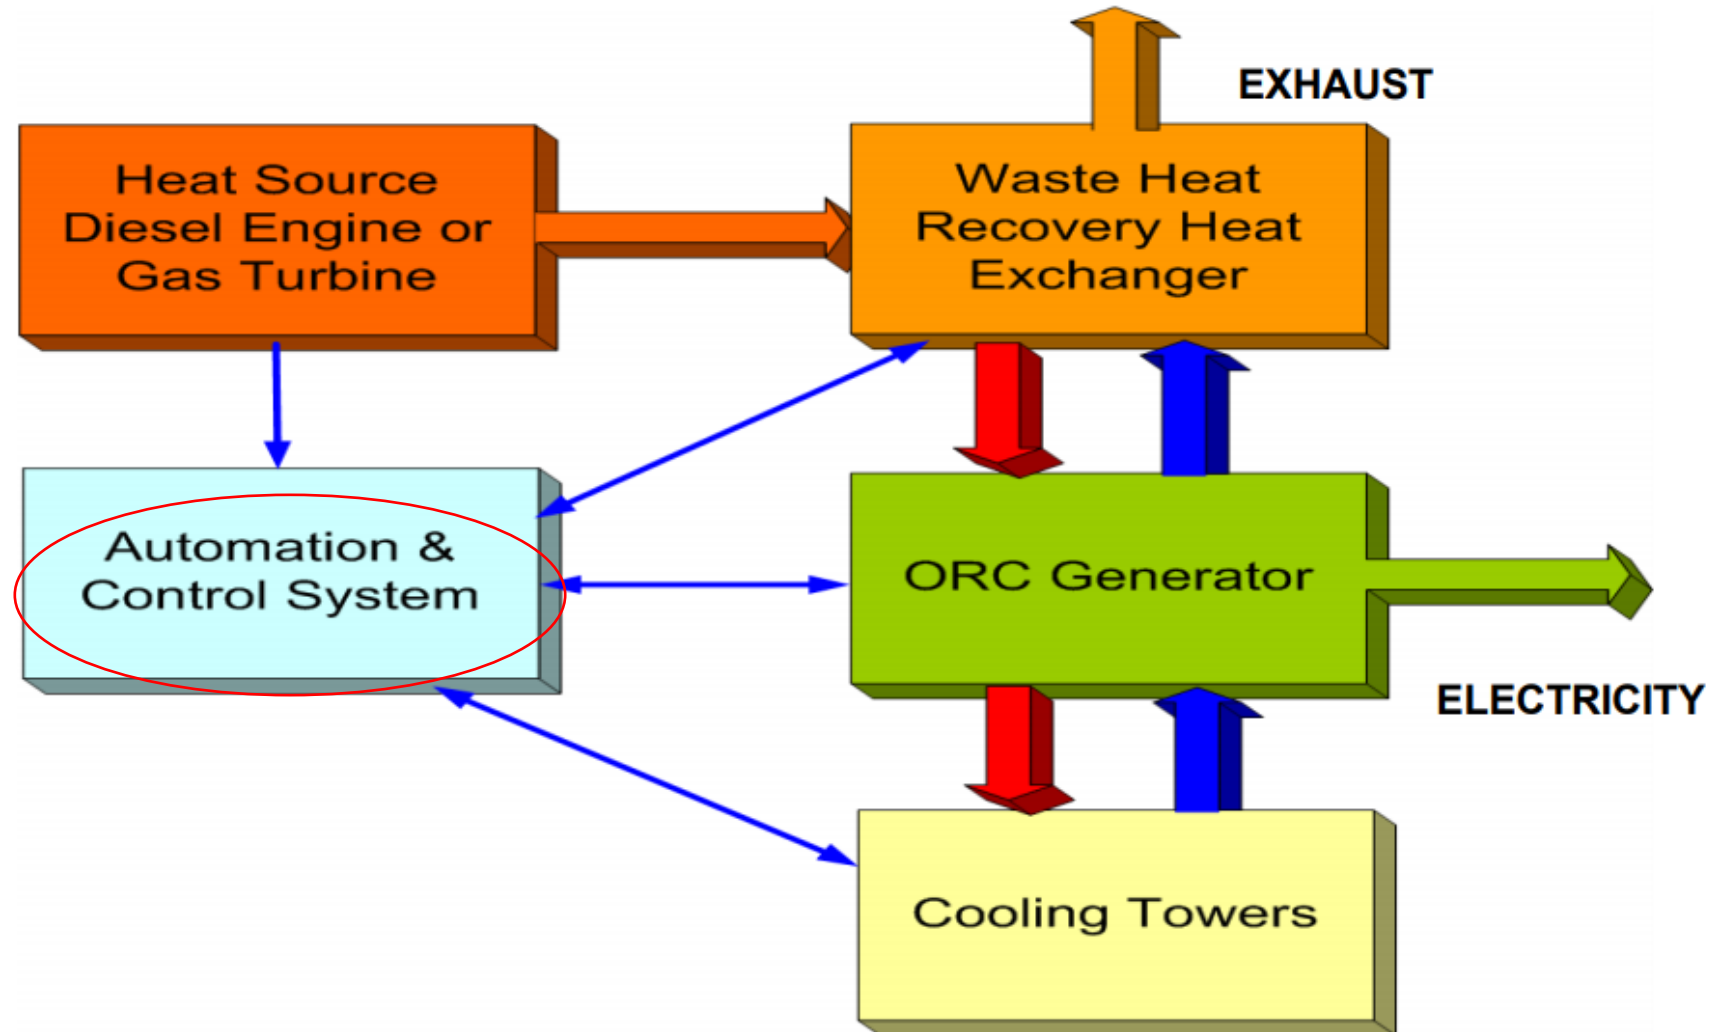 EXHAUST
Heat Source
Diesel Engine or
Gas Turbine
Waste Heat
Recovery Heat
Exchanger
Automation &
Control System
ORC Generator
ELECTRICITY
Cooling Towers